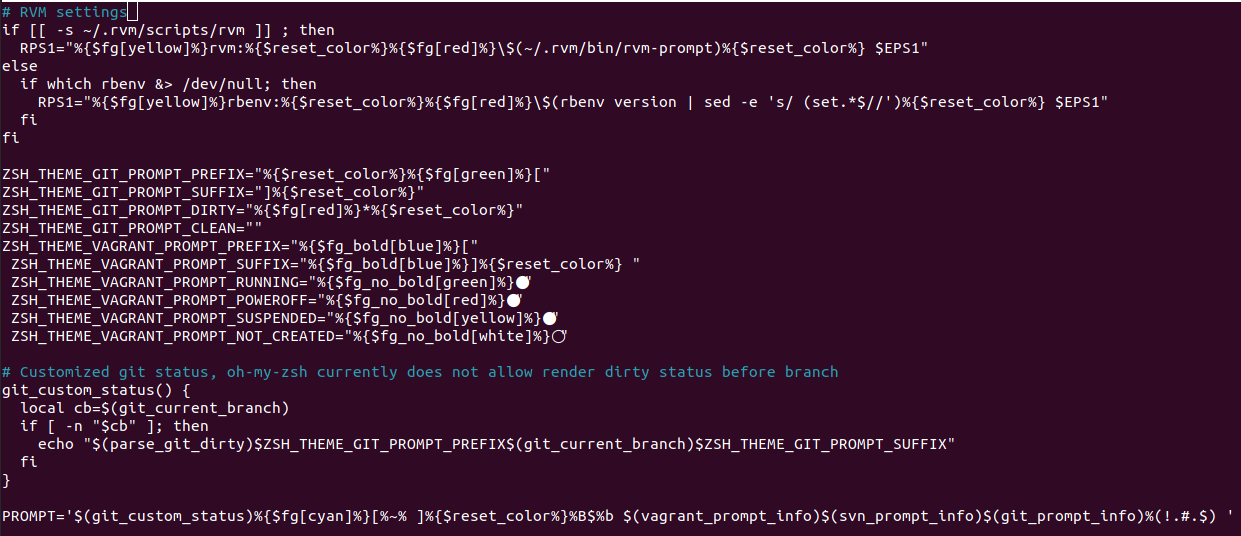 # RVM settings
if [[ -s ~/.rvm/scripts/rvm ]] ; then
  RPS1="%{$fg[yellow]%}rvm:%{$reset_color%}%{$fg[red]%}\$(~/.rvm/bin/rvm-prompt)%{$reset_color%} $EPS1"
else
  if which rbenv &> /dev/null; then
    RPS1="%{$fg[yellow]%}rbenv:%{$reset_color%}%{$fg[red]%}\$(rbenv version | sed -e 's/ (set.*$//')%{$reset_color%} $EPS1"
  fi
fi

ZSH_THEME_GIT_PROMPT_PREFIX="%{$reset_color%}%{$fg[green]%}["
ZSH_THEME_GIT_PROMPT_SUFFIX="]%{$reset_color%}"
ZSH_THEME_GIT_PROMPT_DIRTY="%{$fg[red]%}*%{$reset_color%}"
ZSH_THEME_GIT_PROMPT_CLEAN=""
ZSH_THEME_VAGRANT_PROMPT_PREFIX="%{$fg_bold[blue]%}["
 ZSH_THEME_VAGRANT_PROMPT_SUFFIX="%{$fg_bold[blue]%}]%{$reset_color%} "
 ZSH_THEME_VAGRANT_PROMPT_RUNNING="%{$fg_no_bold[green]%}●"
 ZSH_THEME_VAGRANT_PROMPT_POWEROFF="%{$fg_no_bold[red]%}●"
 ZSH_THEME_VAGRANT_PROMPT_SUSPENDED="%{$fg_no_bold[yellow]%}●"
 ZSH_THEME_VAGRANT_PROMPT_NOT_CREATED="%{$fg_no_bold[white]%}○"

# Customized git status, oh-my-zsh currently does not allow render dirty status before branch
git_custom_status() {
  local cb=$(git_current_branch)
  if [ -n "$cb" ]; then
    echo "$(parse_git_dirty)$ZSH_THEME_GIT_PROMPT_PREFIX$(git_current_branch)$ZSH_THEME_GIT_PROMPT_SUFFIX"
  fi
}

PROMPT='$(git_custom_status)%{$fg[cyan]%}[%~% ]%{$reset_color%}%B$%b $(vagrant_prompt_info)$(svn_prompt_info)$(git_prompt_info)%(!.#.$) '